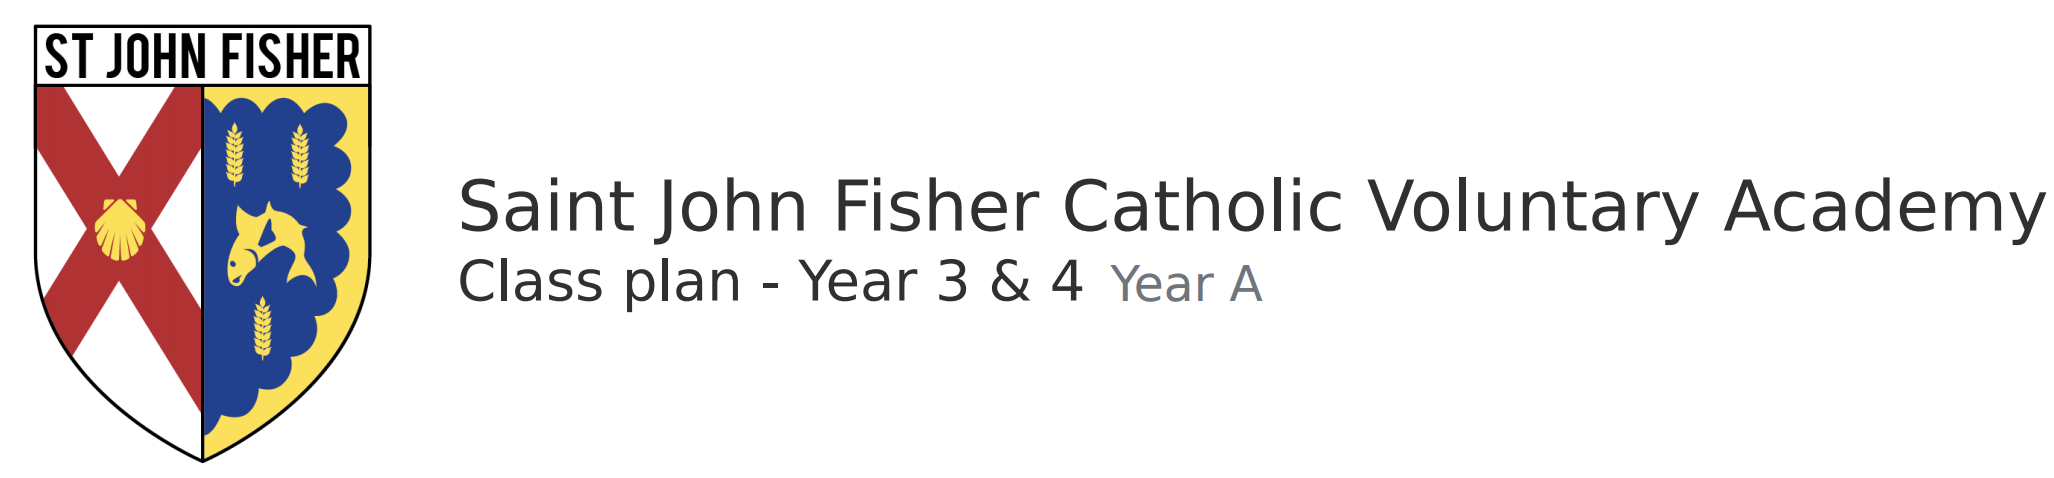 ST JOHN FISHER
Saint John Fisher Catholic Voluntary Academy
Class plan - Year 3 & 4 Year A